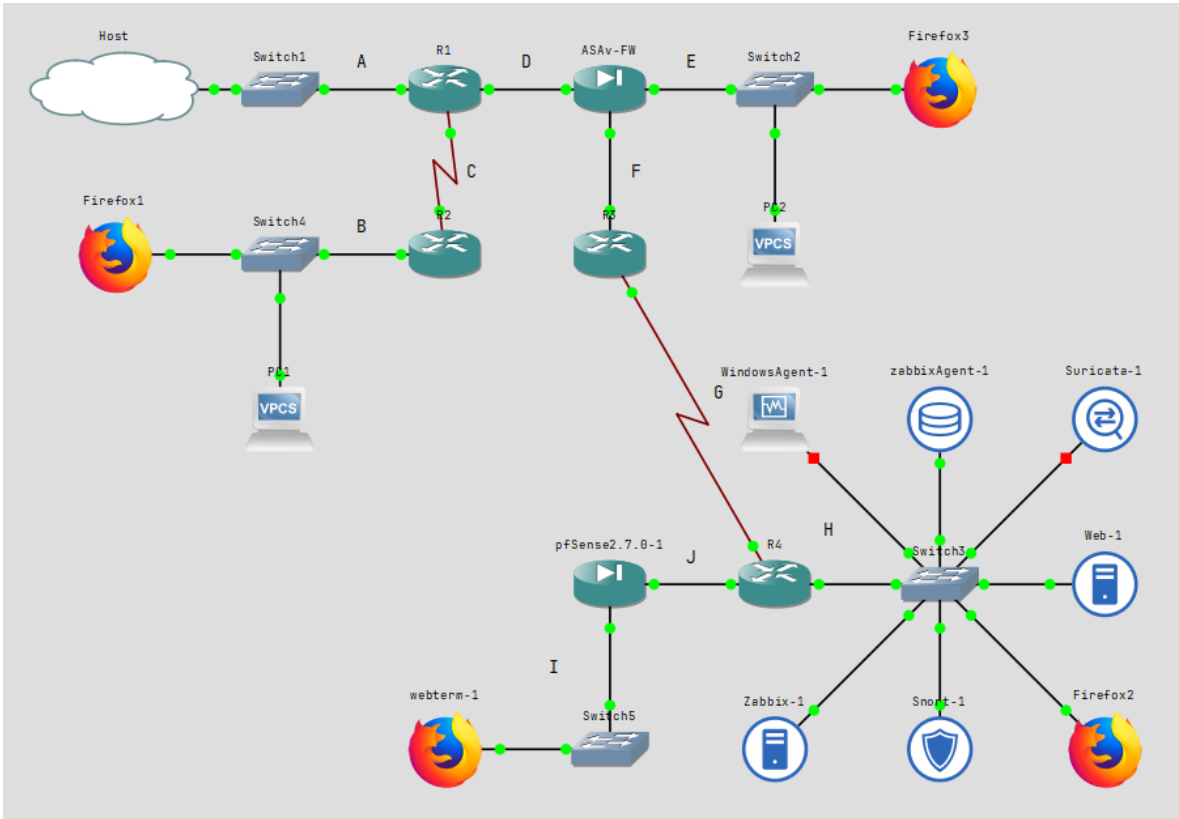 Host
Switch1
A
R1
D
ASAv-FW
E
Switch2
Firefox3
C
F
Firefox1
Switch4
B
R2
R3
PC2
VPCS
PC1
VPCS
G
WindowsAgent-1
zabbixAgent-1
Suricata-1
pfSense2.7.0-1
J
R4
H
Switch3
Web-1
I
webterm-1
Switch5
Zabbix-1
Snort-1
Firefox2